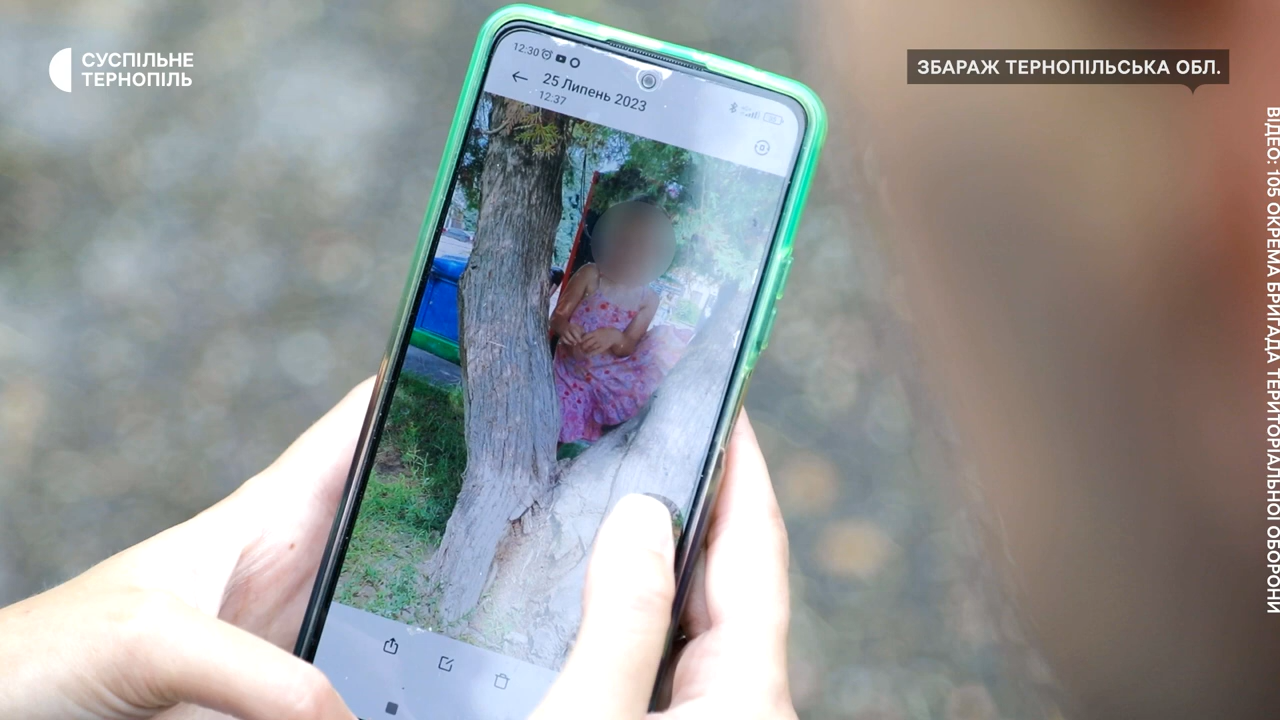 СУСПІЛЬНЕ
ТЕРНОПІЛЬ
ЗБАРАЖ ТЕРНОПІЛЬСЬКА ОБЛ.
12:30
25 Липень 2023
12:37
ВІДЕО: 105 ОКРЕМА БРИГАДА ТЕРИТОРІАЛЬНОЇ ОБОРОНИ